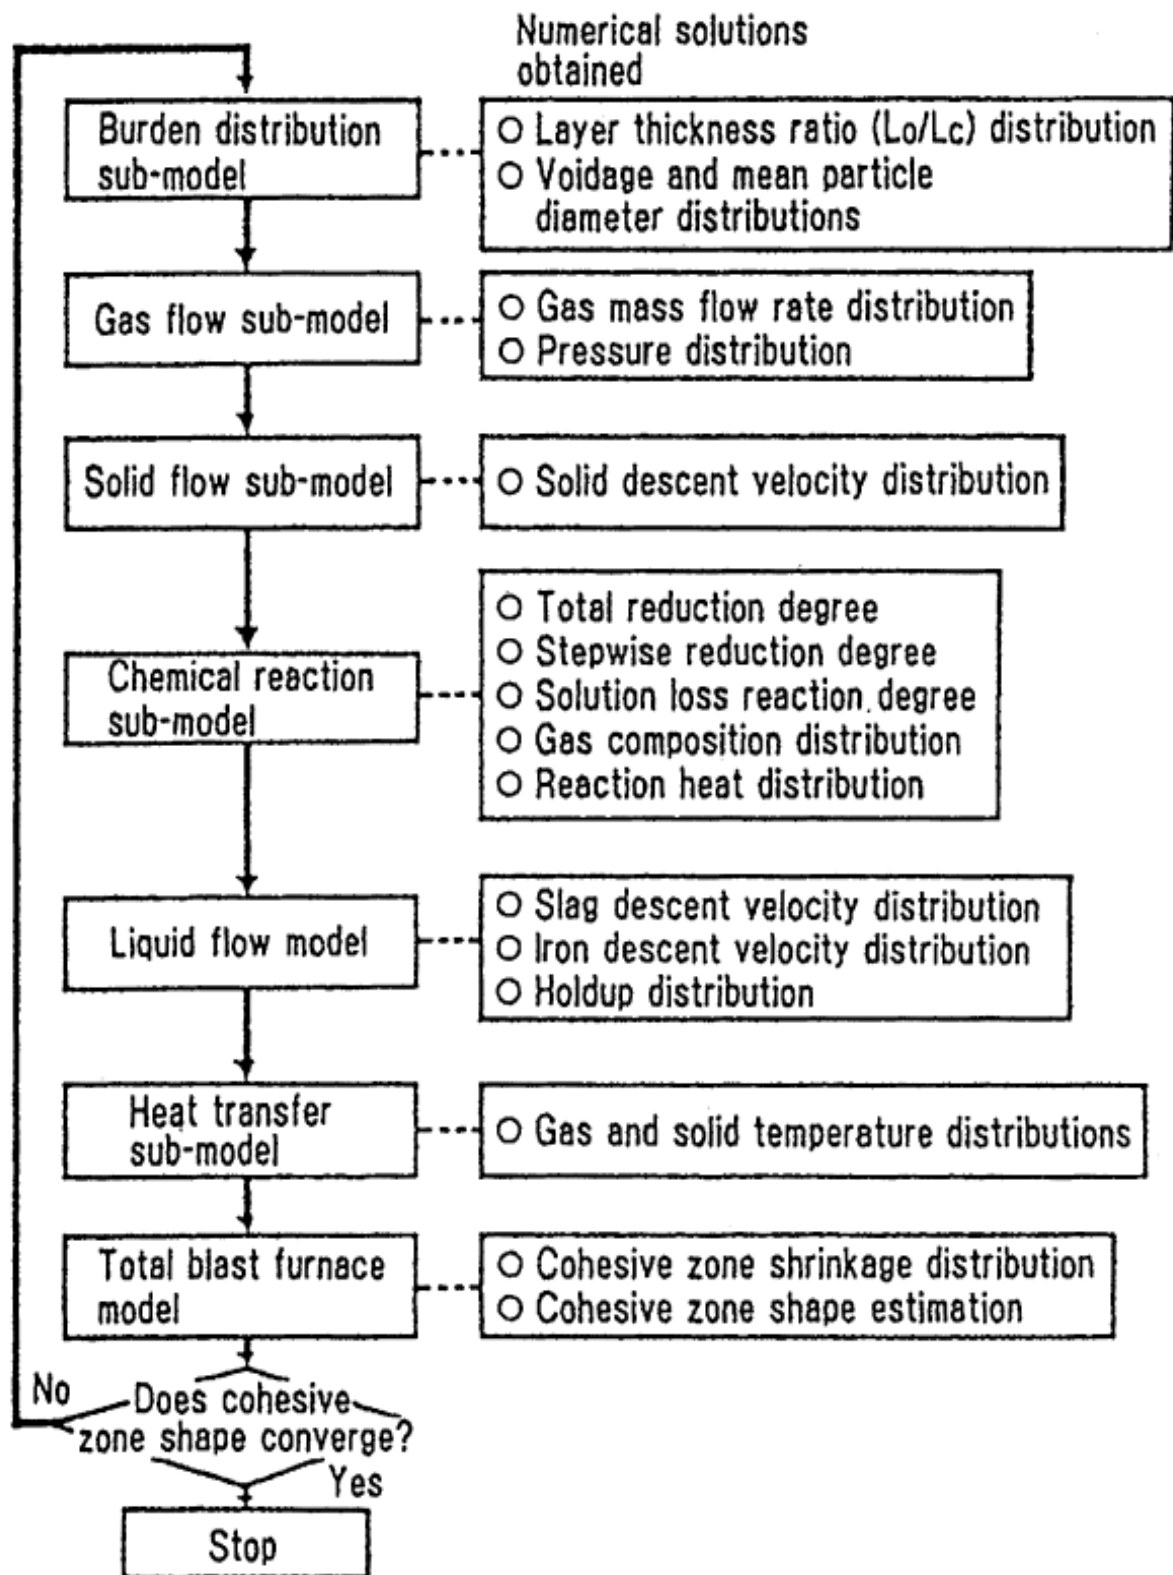 Numerical solutions
obtained
Burden distribution
sub-model
○ Layer thickness ratio (Lo/Lc) distribution
○ Voidage and mean particle
diameter distributions
Gas flow sub-model
○ Gas mass flow rate distribution
○ Pressure distribution
Solid flow sub-model
○ Solid descent velocity distribution
Chemical reaction
sub-model
○ Total reduction degree
○ Stepwise reduction degree
○ Solution loss reaction degree
○ Gas composition distribution
○ Reaction heat distribution
Liquid flow model
○ Slag descent velocity distribution
○ Iron descent velocity distribution
○ Holdup distribution
Heat transfer
sub-model
○ Gas and solid temperature distributions
Total blast furnace
model
○ Cohesive zone shrinkage distribution
○ Cohesive zone shape estimation
No
Does cohesive
zone shape converge?
Yes
Stop